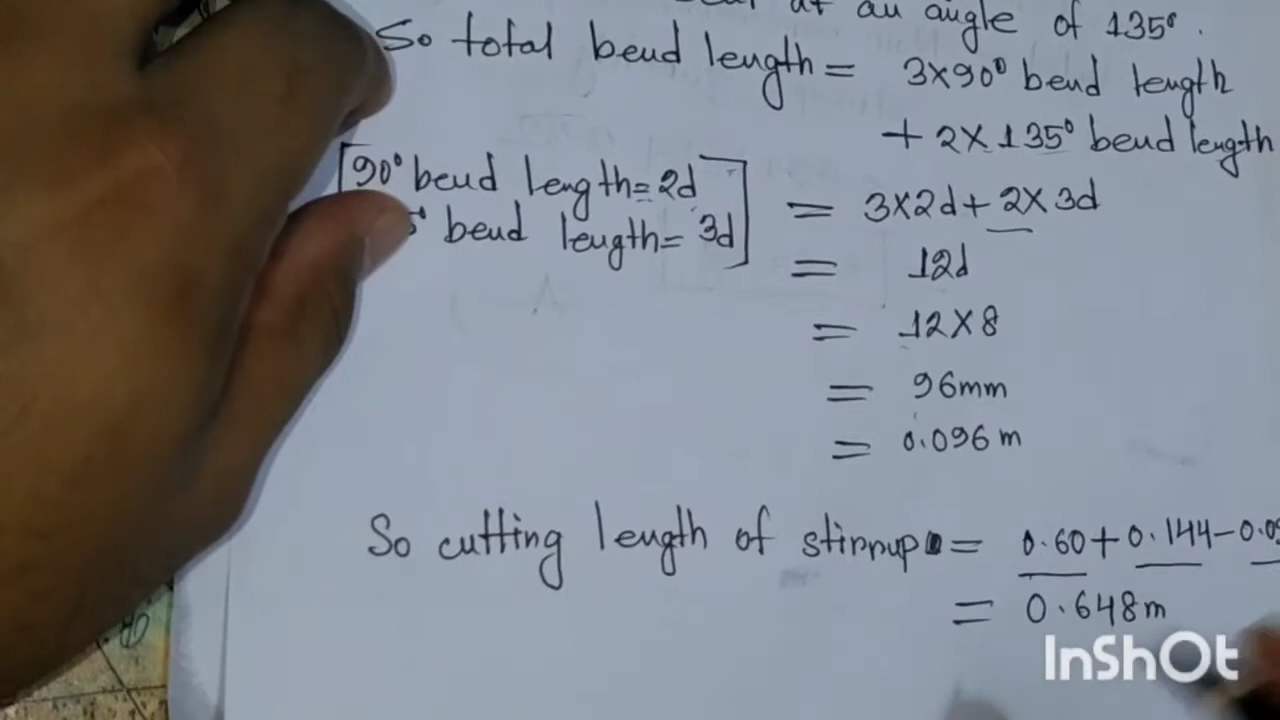 at an angle of 135°.
So total bend length = 3×90° bend length
+ 2×135° bend length
[90° bend length = 2d
bend length = 3d]
= 3×2d + 2×3d
= 12d
= 12×8
= 96mm
= 0.096 m
So cutting length of stirrup = 0.60 + 0.144 - 0.09
= 0.648m
InShOt